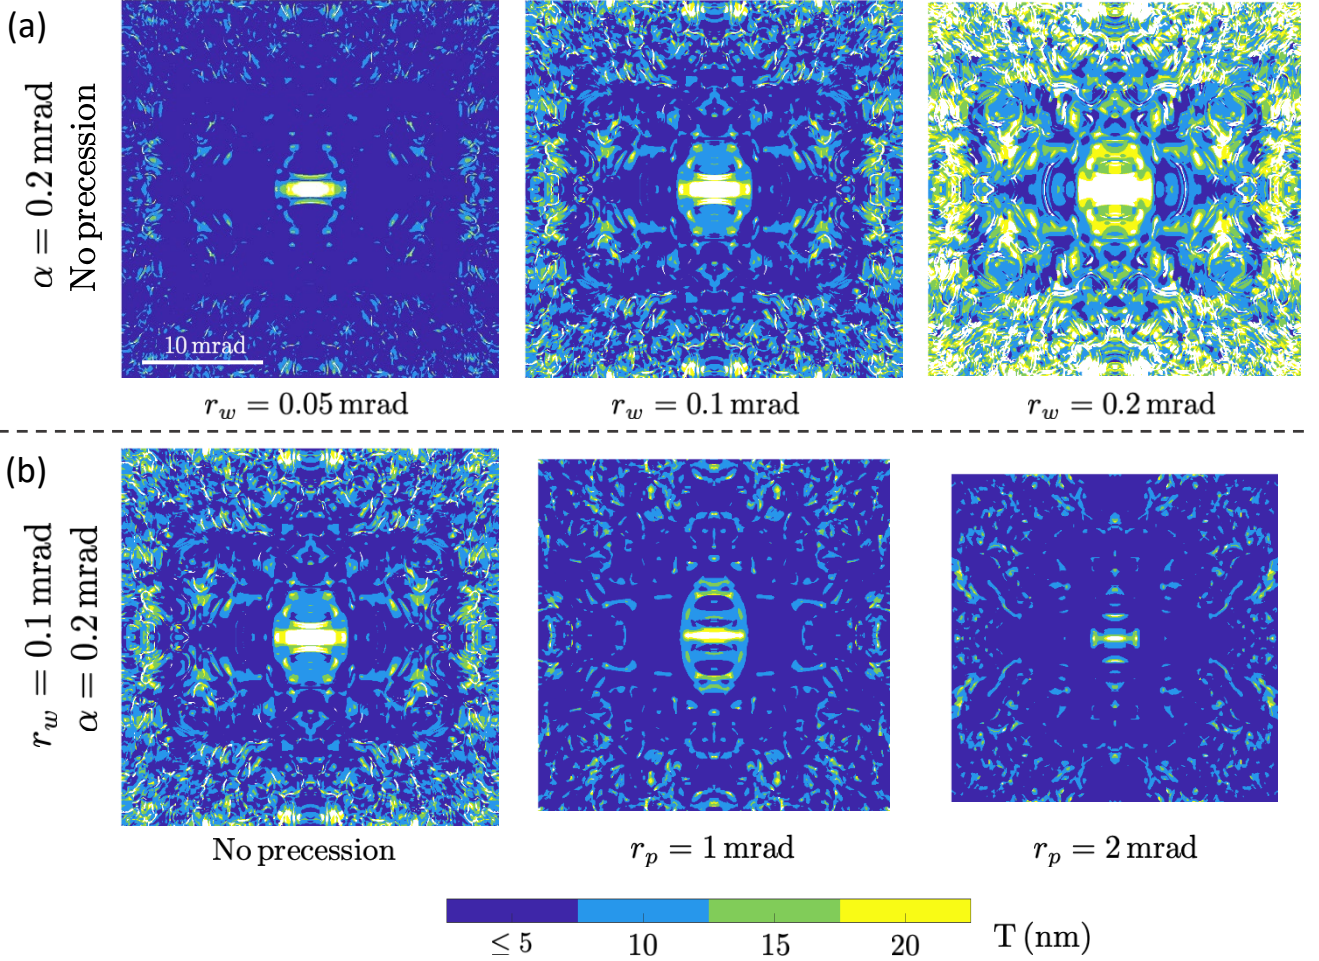 (a)
α = 0.2 mrad
No precession
10 mrad
r_w = 0.05 mrad
r_w = 0.1 mrad
r_w = 0.2 mrad
(b)
r_w = 0.1 mrad
α = 0.2 mrad
No precession
r_p = 1 mrad
r_p = 2 mrad
≤ 5
10
15
20
T (nm)